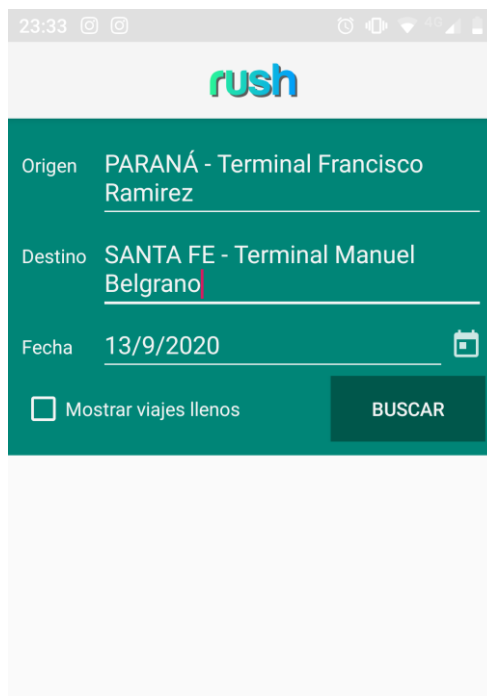 23:33
4G
rush
Origen
PARANÁ - Terminal Francisco
Ramirez
Destino
SANTA FE - Terminal Manuel
Belgrano
Fecha
13/9/2020
Mostrar viajes llenos
BUSCAR